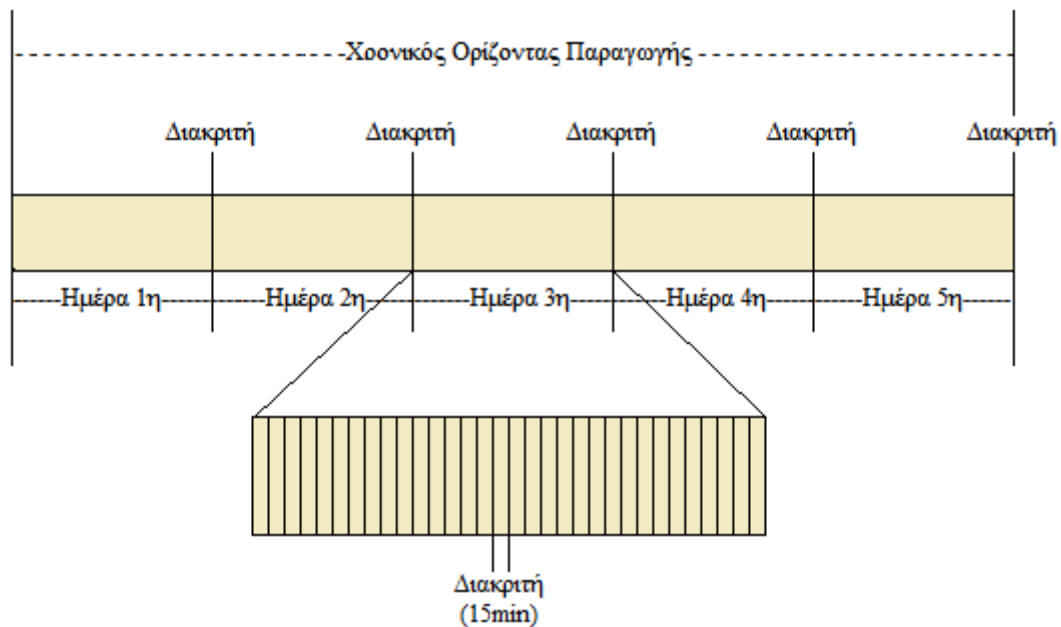 Χρονικός Ορίζοντας Παραγωγής
Διακριτή Διακριτή Διακριτή Διακριτή Διακριτή
Ημέρα 1η Ημέρα 2η Ημέρα 3η Ημέρα 4η Ημέρα 5η
Διακριτή
(15min)